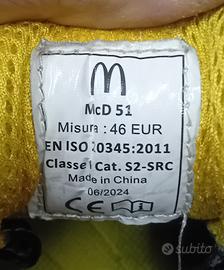 McD 51
Misura : 46 EUR
EN ISO 20345:2011
Classe I Cat. S2-SRC
Made in China
06/2024
CE
subito